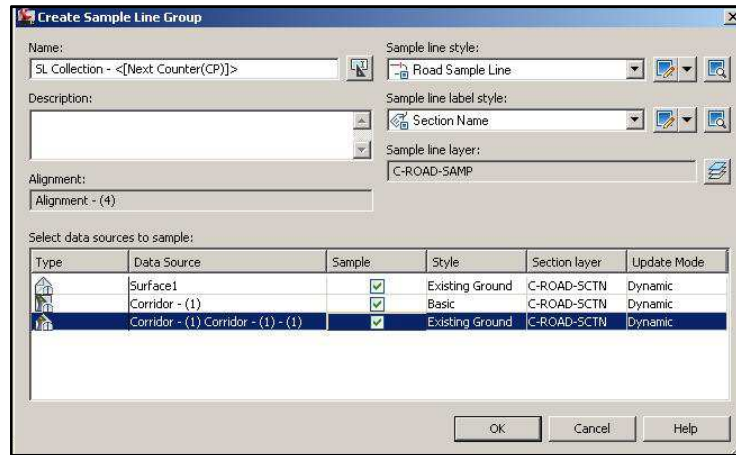 Create Sample Line Group
Name:
SL Collection - <[Next Counter(CP)]>
Description:
Alignment:
Alignment - (4)
Sample line style:
Road Sample Line
Sample line label style:
Section Name
Sample line layer:
C-ROAD-SAMP
Select data sources to sample:
Type Data Source Sample Style Section layer Update Mode
Surface1 Existing Ground C-ROAD-SCTN Dynamic
Corridor - (1) Basic C-ROAD-SCTN Dynamic
Corridor - (1) Corridor - (1) - (1) Existing Ground C-ROAD-SCTN Dynamic
OK Cancel Help